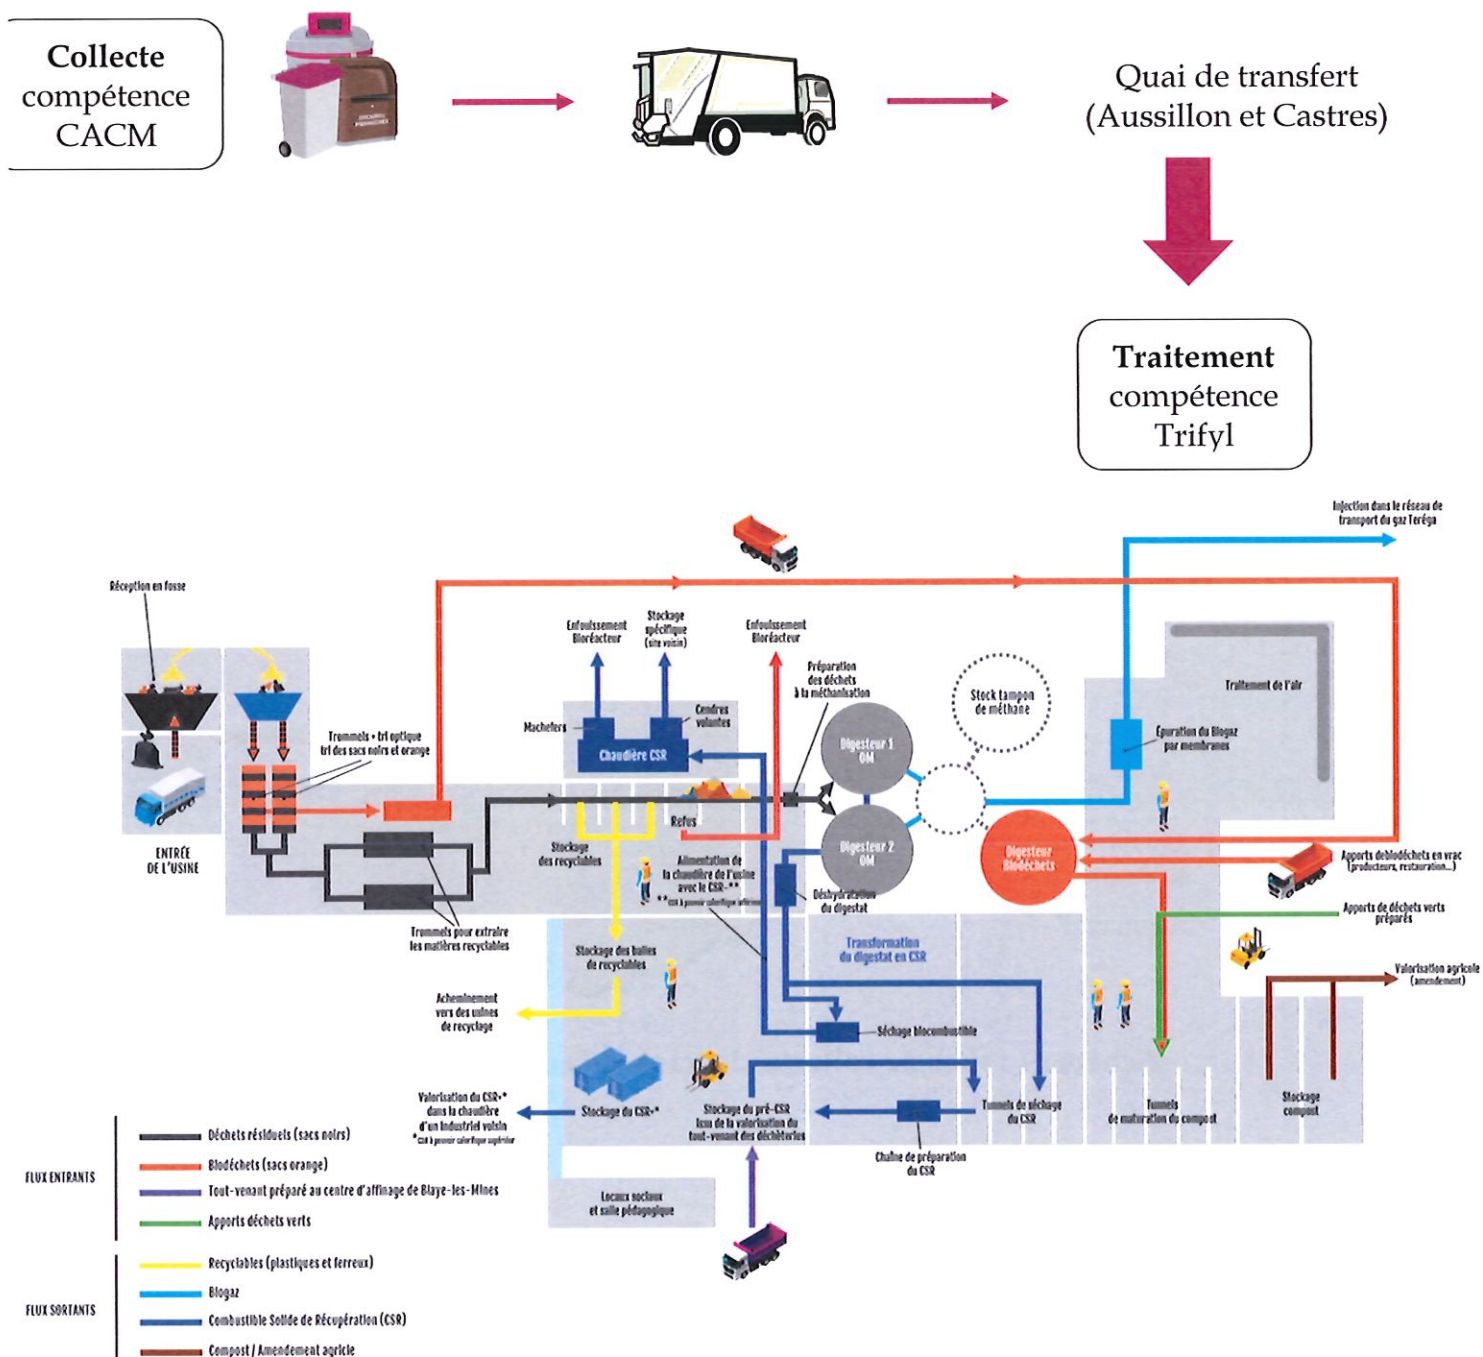 Collecte
compétence
CACM
Quai de transfert
(Aussillon et Castres)
Traitement
compétence
Trifyl
Injection dans le réseau de
transport du gaz Teréga
Réception en fosse
Enfouissement
Bioréacteur
Stockage
spécifique
(site voisin)
Enfouissement
Bioréacteur
Préparation
des déchets
à la méthanisation
Stock tampon
de méthane
Traitement de l'air
Machefers
Cendres
volantes
Chaudière CSR
Digesteur 1
OM
Épuration du Biogaz
par membranes
Trommels + tri optique
tri des sacs noirs et orange
Refus
ENTRÉE
DE L'USINE
Stockage
des recyclables
Alimentation de
la chaudière de l'usine
avec le CSR-**
**CSR à pouvoir calorifique inférieur
Digesteur 2
OM
Digesteur
Biodéchets
Apports debiodéchets en vrac
(producteurs, restauration...)
Déshydratation
du digestat
Apports de déchets verts
préparés
Trommels pour extraire
les matières recyclables
Stockage des balles
de recyclables
Transformation
du digestat en CSR
Valorisation agricole
(amendement)
Acheminement
vers des usines
de recyclage
Séchage biocombustible
Valorisation du CSR+*
dans la chaudière
d'un industriel voisin
*CSR à pouvoir calorifique supérieur
Stockage du CSR+*
Stockage du pré-CSR
issu de la valorisation du
tout-venant des déchèteries
Tunnels de séchage
du CSR
Tunnels
de maturation du compost
Stockage
compost
Chaîne de préparation
du CSR
Locaux sociaux
et salle pédagogique
FLUX ENTRANTS
Déchets résiduels (sacs noirs)
Biodéchets (sacs orange)
Tout-venant préparé au centre d'affinage de Blaye-les-Mines
Apports déchets verts
FLUX SORTANTS
Recyclables (plastiques et ferreux)
Biogaz
Combustible Solide de Récupération (CSR)
Compost / Amendement agricle